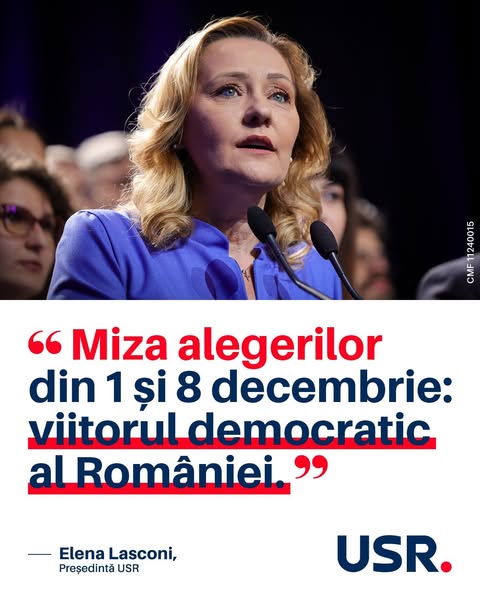 CMF 11240015
“ Miza alegerilor
din 1 și 8 decembrie:
viitorul democratic
al României. ”
— Elena Lasconi,
Președintă USR
USR.